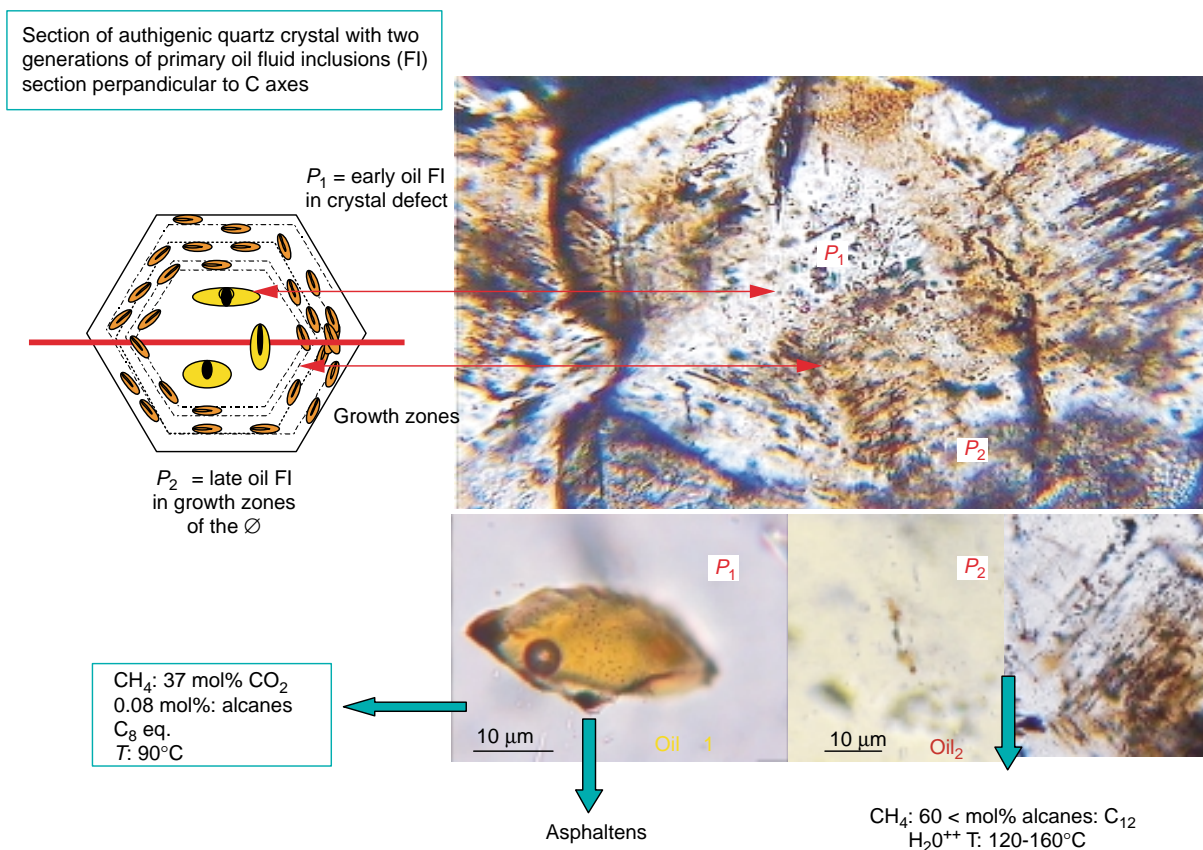 Section of authigenic quartz crystal with two
generations of primary oil fluid inclusions (FI)
section perpandicular to C axes
P1 = early oil FI
in crystal defect
P1
Growth zones
P2 = late oil FI
in growth zones
of the Ø
P2
P1
P2
CH4: 37 mol% CO2
0.08 mol%: alcanes
C8 eq.
T: 90°C
10 μm
Oil 1
10 μm
Oil2
Asphaltens
CH4: 60 < mol% alcanes: C12
H20++ T: 120-160°C